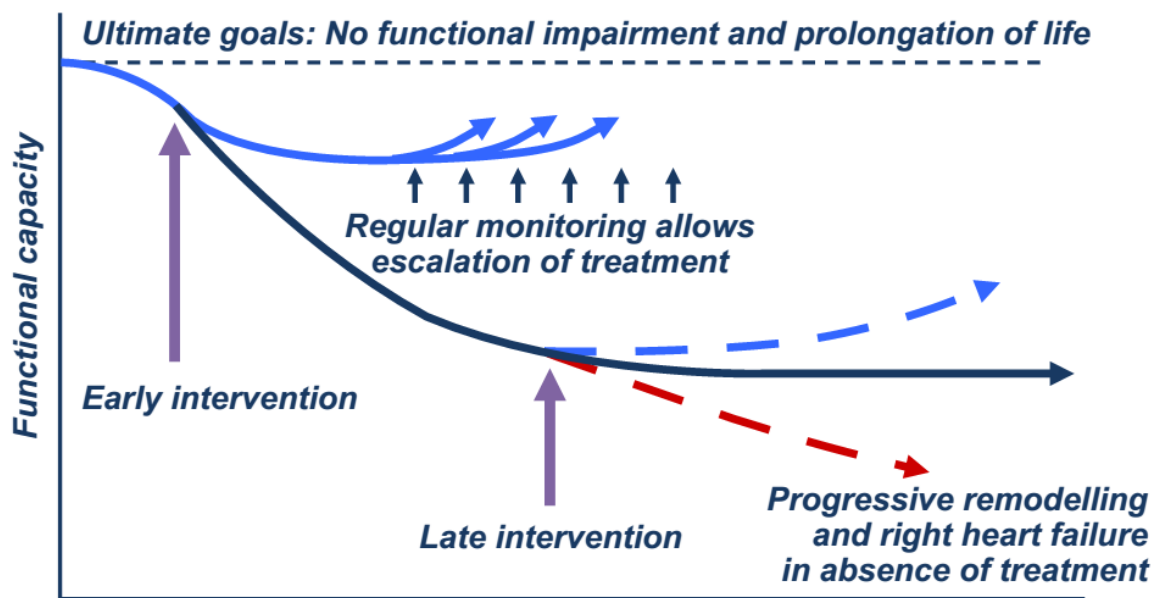 Ultimate goals: No functional impairment and prolongation of life
Functional capacity
Regular monitoring allows
escalation of treatment
Early intervention
Late intervention
Progressive remodelling
and right heart failure
in absence of treatment